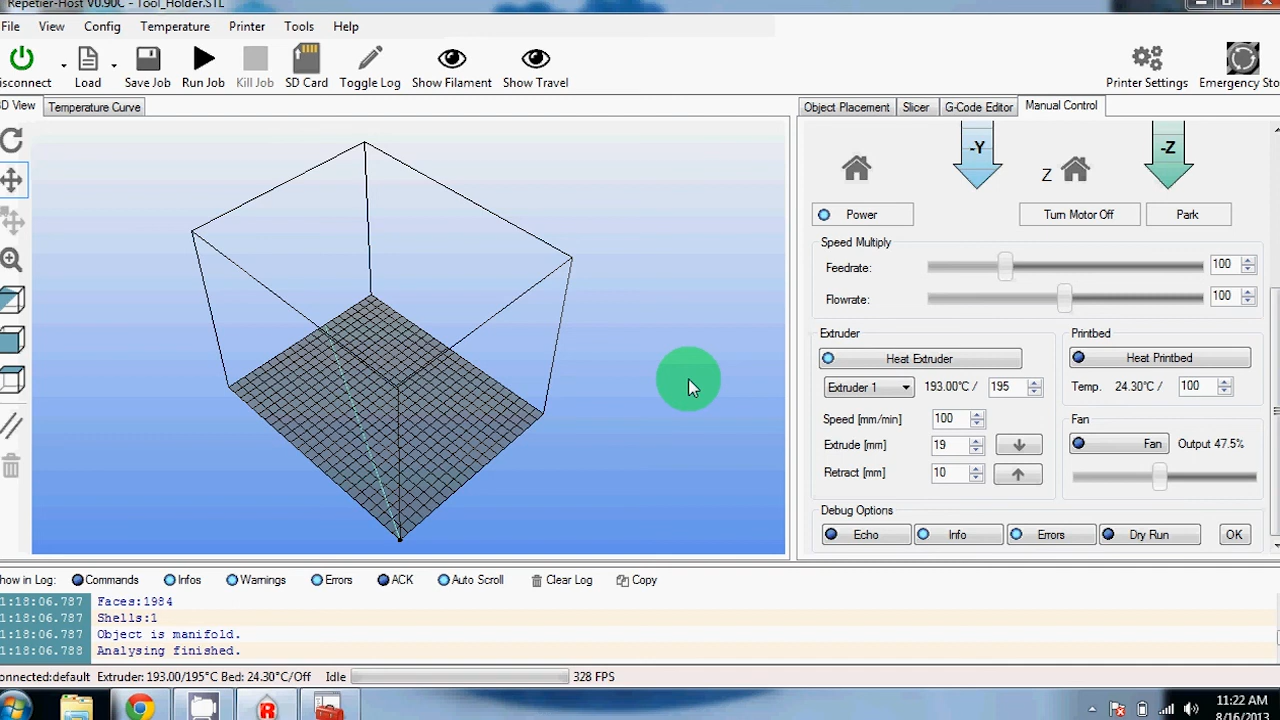 Repetier-Host V0.90C - Tool_Holder.STL
File View Config Temperature Printer Tools Help
isconnect Load Save Job Run Job Kill Job SD Card Toggle Log Show Filament Show Travel Printer Settings Emergency Sto
3D View Temperature Curve Object Placement Slicer G-Code Editor Manual Control
-Y -Z
Z
Power Turn Motor Off Park
Speed Multiply
Feedrate: 100
Flowrate: 100
Extruder Printbed
Heat Extruder Heat Printbed
Extruder 1 193.00°C / 195 Temp. 24.30°C / 100
Speed [mm/min] 100 Fan
Extrude [mm] 19 Fan Output 47.5%
Retract [mm] 10
Debug Options
Echo Info Errors Dry Run OK
how in Log: Commands Infos Warnings Errors ACK Auto Scroll Clear Log Copy
1:18:06.787 Faces:1984
1:18:06.787 Shells:1
1:18:06.787 Object is manifold.
1:18:06.788 Analysing finished.
onnected:default Extruder: 193.00/195°C Bed: 24.30°C/Off Idle 328 FPS
11:22 AM
8/16/2013